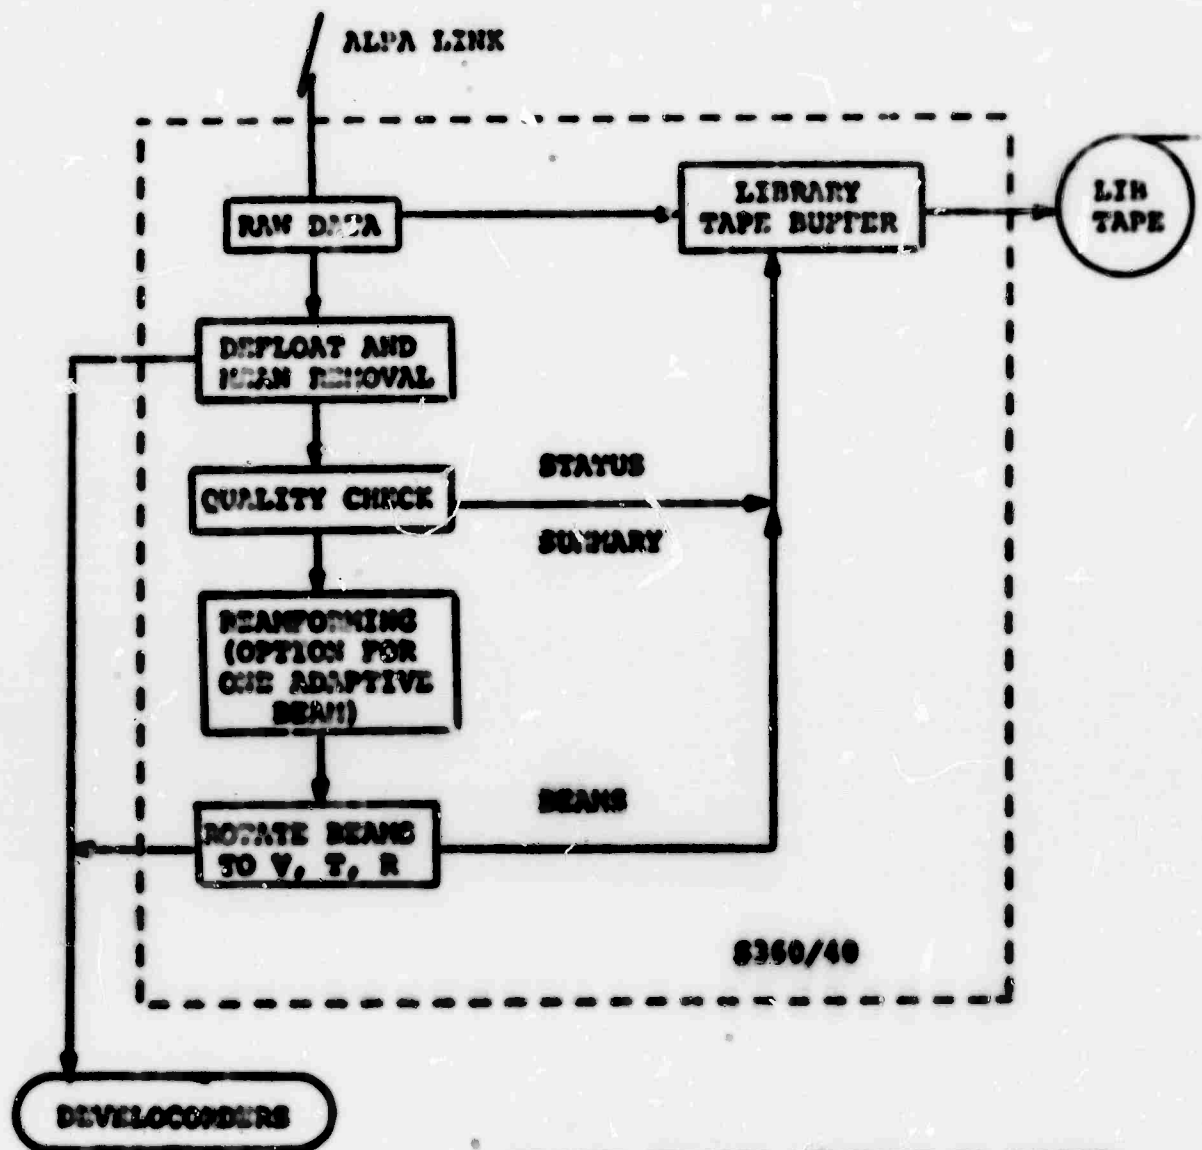 ALPA LINK
RAW DATA
LIBRARY
TAPE BUFFER
LIB
TAPE
DEFLOAT AND
MEAN REMOVAL
QUALITY CHECK
STATUS
SUMMARY
BEAMFORMING
(OPTION FOR
ONE ADAPTIVE
BEAM)
ROTATE BEAMS
TO V, T, R
BEAMS
S360/40
DEVELOCORDERS